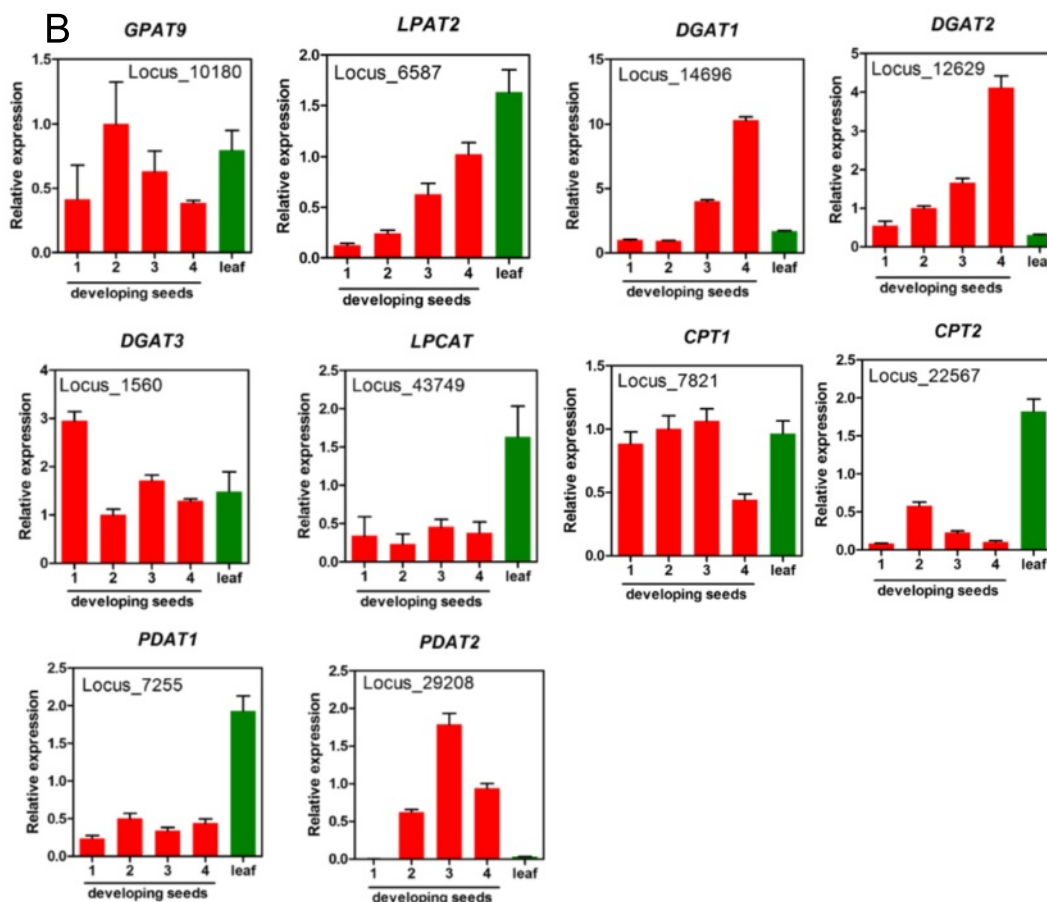 B
GPAT9
Locus_10180
Relative expression
1.5
1.0
0.5
0.0
1 2 3 4 leaf
developing seeds
LPAT2
Locus_6587
Relative expression
2.0
1.5
1.0
0.5
0.0
1 2 3 4 leaf
developing seeds
DGAT1
Locus_14696
Relative expression
15
10
5
0
1 2 3 4 leaf
developing seeds
DGAT2
Locus_12629
Relative expression
5
4
3
2
1
0
1 2 3 4 leaf
developing seeds
DGAT3
Locus_1560
Relative expression
4
3
2
1
0
1 2 3 4 leaf
developing seeds
LPCAT
Locus_43749
Relative expression
2.5
2.0
1.5
1.0
0.5
0.0
1 2 3 4 leaf
developing seeds
CPT1
Locus_7821
Relative expression
1.5
1.0
0.5
0.0
1 2 3 4 leaf
developing seeds
CPT2
Locus_22567
Relative expression
2.5
2.0
1.5
1.0
0.5
0.0
1 2 3 4 leaf
developing seeds
PDAT1
Locus_7255
Relative expression
2.5
2.0
1.5
1.0
0.5
0.0
1 2 3 4 leaf
developing seeds
PDAT2
Locus_29208
Relative expression
2.5
2.0
1.5
1.0
0.5
0.0
1 2 3 4 leaf
developing seeds